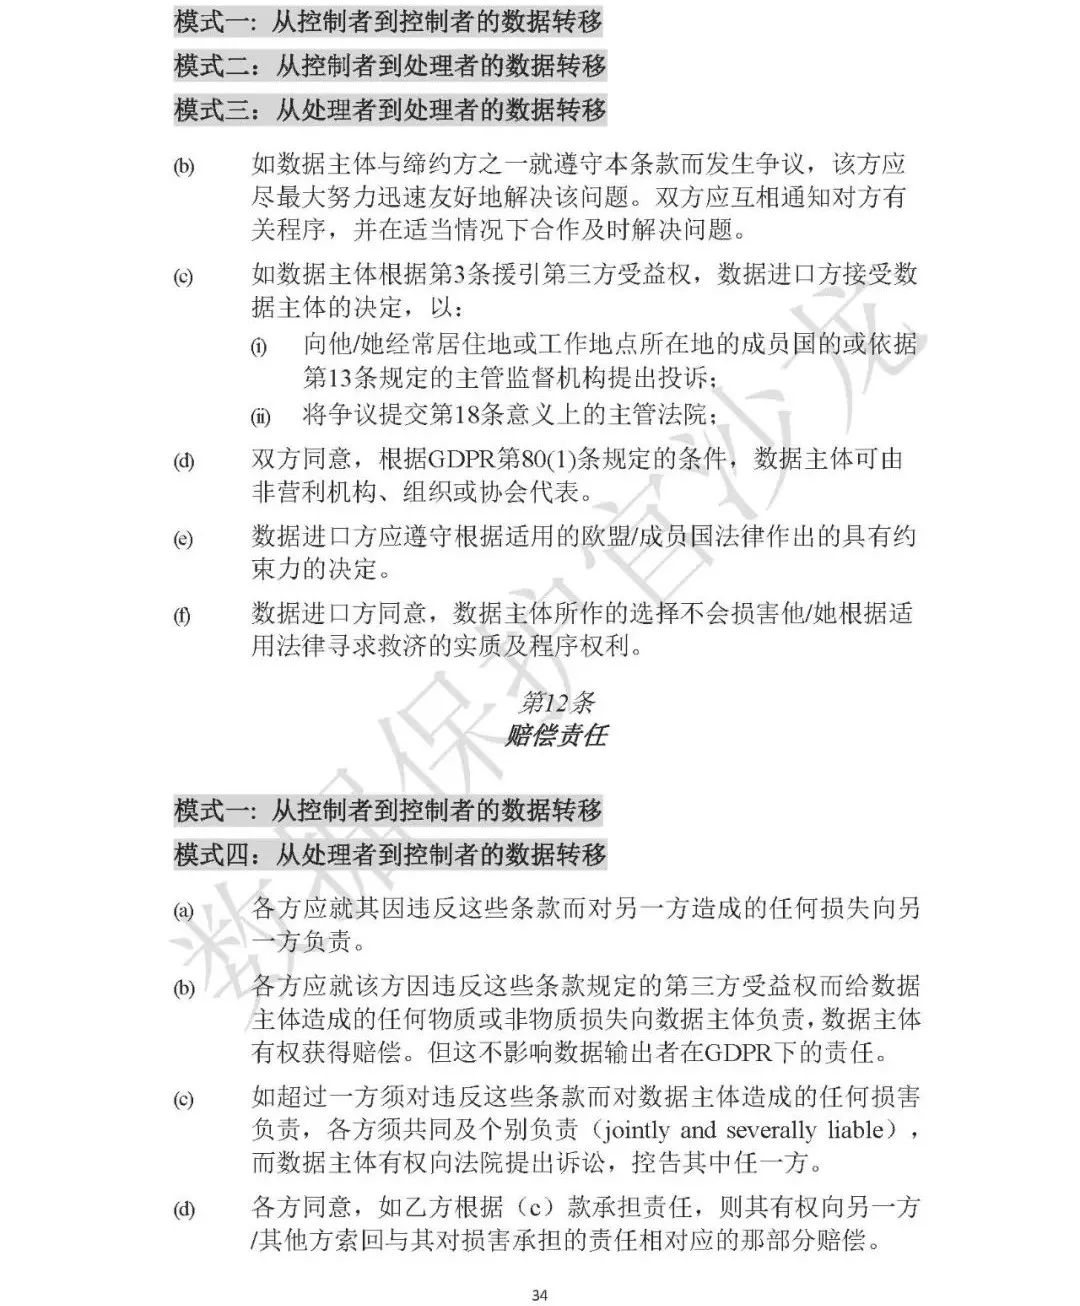 模式一：从控制者到控制者的数据转移
模式二：从控制者到处理者的数据转移
模式三：从处理者到处理者的数据转移
(b) 如数据主体与缔约方之一就遵守本条款而发生争议，该方应
尽最大努力迅速友好地解决该问题。双方应互相通知对方有
关程序，并在适当情况下合作及时解决问题。
(c) 如数据主体根据第3条援引第三方受益权，数据进口方接受数
据主体的决定，以：
(i) 向他/她经常居住地或工作地点所在地的成员国的或依据
第13条规定的主管监督机构提出投诉；
(ii) 将争议提交第18条意义上的主管法院；
(d) 双方同意，根据GDPR第80(1)条规定的条件，数据主体可由
非营利机构、组织或协会代表。
(e) 数据进口方应遵守根据适用的欧盟/成员国法律作出的具有约
束力的决定。
(f) 数据进口方同意，数据主体所作的选择不会损害他/她根据适
用法律寻求救济的实质及程序权利。
第12条
赔偿责任
模式一：从控制者到控制者的数据转移
模式四：从处理者到控制者的数据转移
(a) 各方应就其因违反这些条款而对另一方造成的任何损失向另
一方负责。
(b) 各方应就该方因违反这些条款规定的第三方受益权而给数据
主体造成的任何物质或非物质损失向数据主体负责，数据主体
有权获得赔偿。但这不影响数据输出者在GDPR下的责任。
(c) 如超过一方须对违反这些条款而对数据主体造成的任何损害
负责，各方须共同及个别负责（jointly and severally liable），
而数据主体有权向法院提出诉讼，控告其中任一方。
(d) 各方同意，如乙方根据（c）款承担责任，则其有权向另一方
/其他方索回与其对损害承担的责任相对应的那部分赔偿。
34
数据保护官沙龙